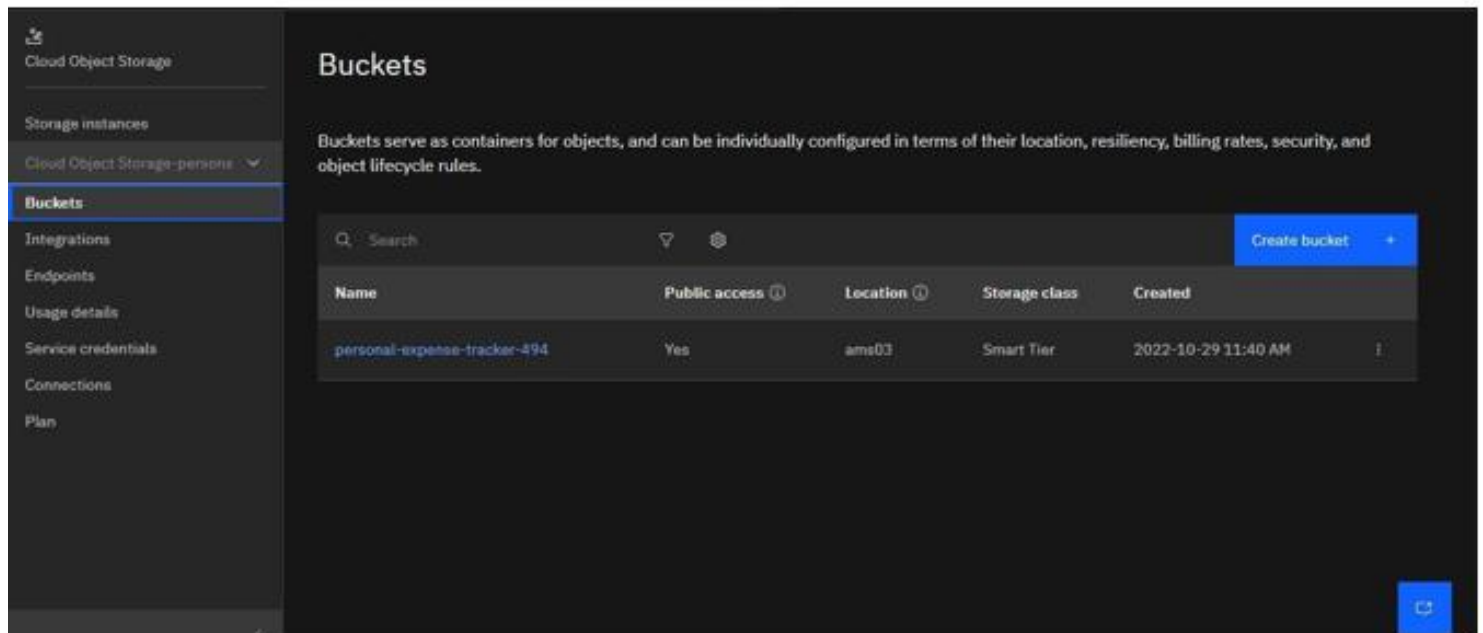 Cloud Object Storage
Storage instances
Cloud Object Storage-persona
Buckets
Integrations
Endpoints
Usage details
Service credentials
Connections
Plan
Buckets
Buckets serve as containers for objects, and can be individually configured in terms of their location, resiliency, billing rates, security, and
object lifecycle rules.
Search
Create bucket +
Name Public access Location Storage class Created
personal-expense-tracker-494 Yes ams03 Smart Tier 2022-10-29 11:40 AM